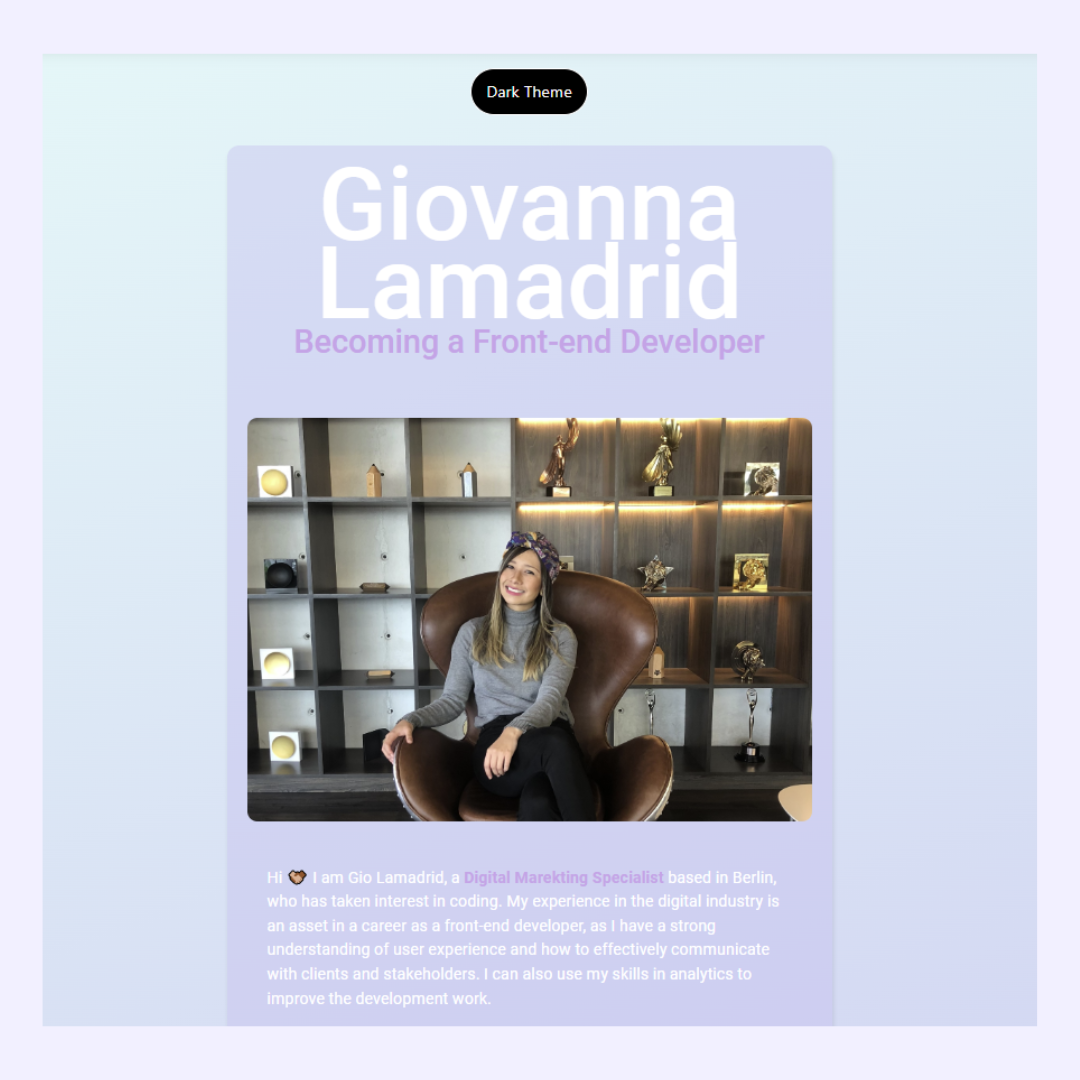 Dark Theme
Giovanna
Lamadrid
Becoming a Front-end Developer
Hi 🤝 I am Gio Lamadrid, a Digital Marekting Specialist based in Berlin,
who has taken interest in coding. My experience in the digital industry is
an asset in a career as a front-end developer, as I have a strong
understanding of user experience and how to effectively communicate
with clients and stakeholders. I can also use my skills in analytics to
improve the development work.